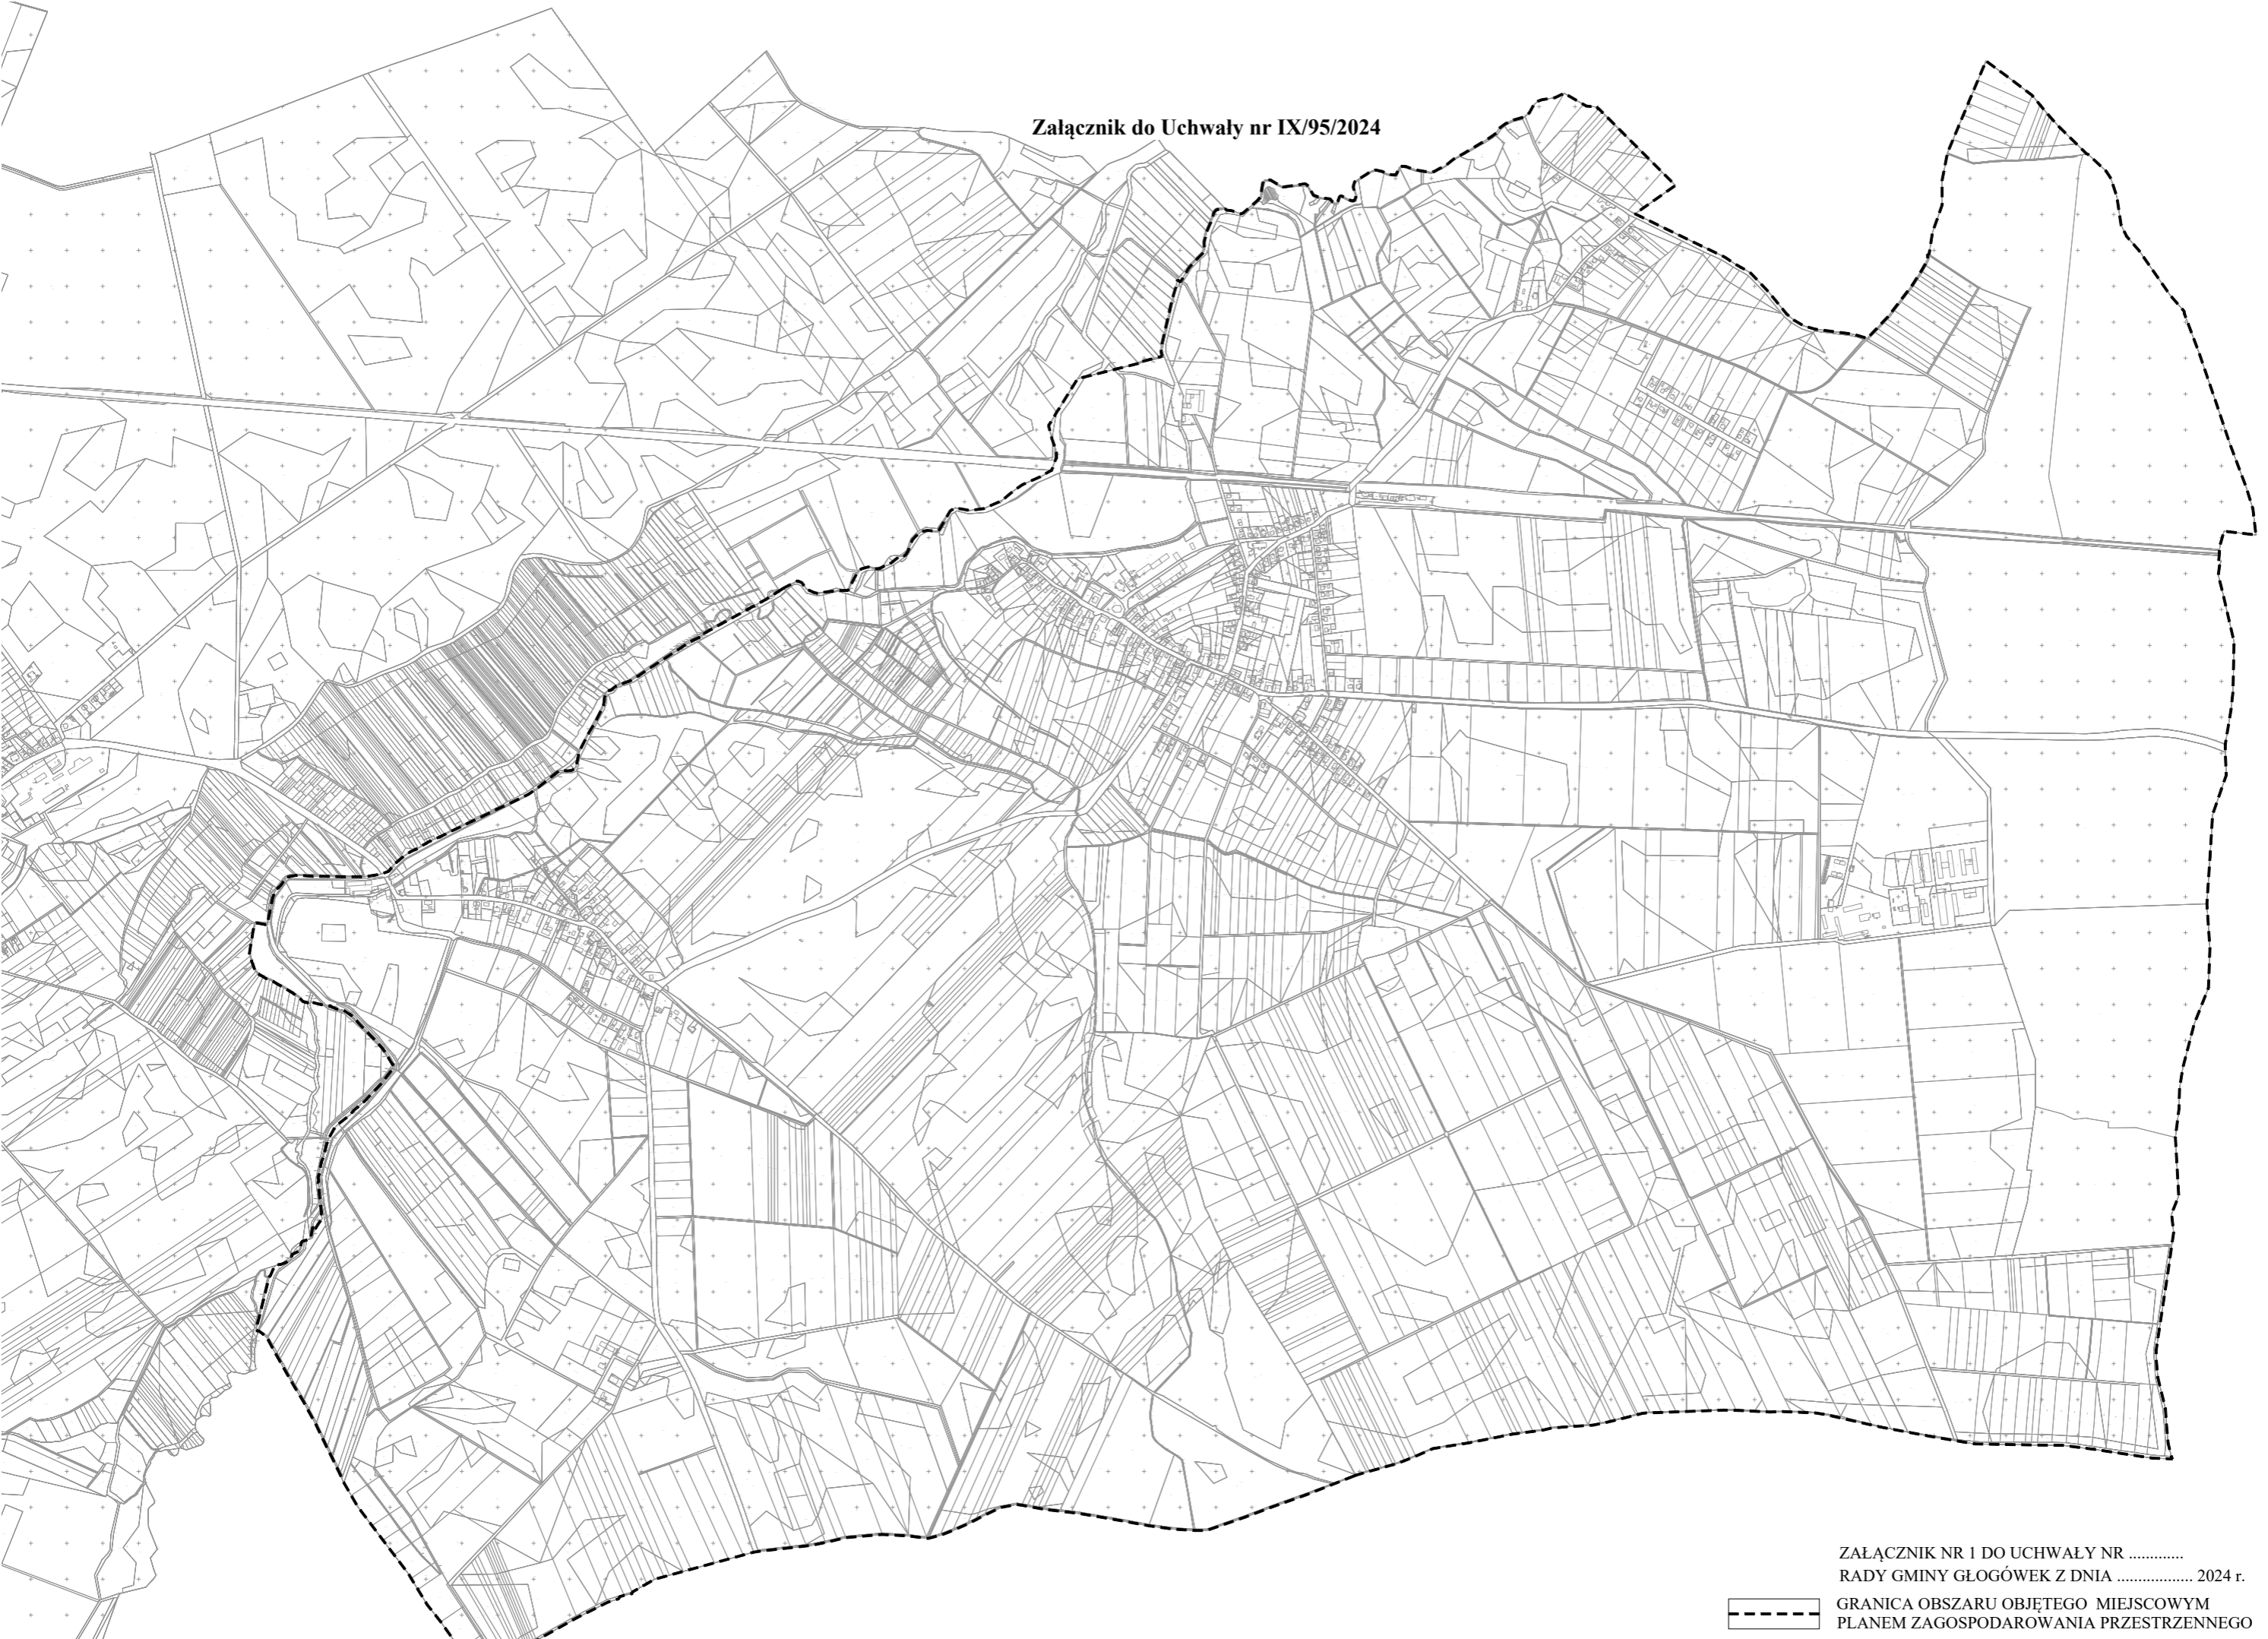 Załącznik do Uchwały nr IX/95/2024
ZAŁĄCZNIK NR 1 DO UCHWAŁY NR .............
RADY GMINY GŁOGÓWEK Z DNIA .................. 2024 r.
GRANICA OBSZARU OBJĘTEGO MIEJSCOWYM
PLANEM ZAGOSPODAROWANIA PRZESTRZENNEGO